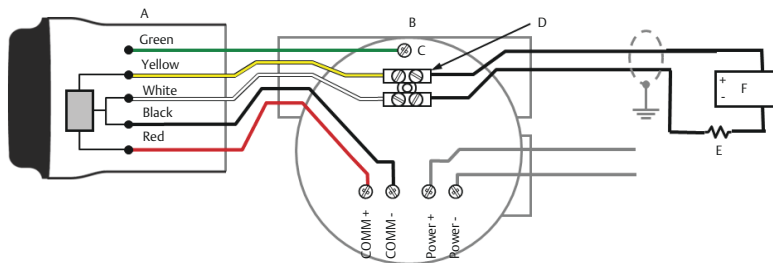 A
B
D
Green
C
Yellow
White
Black
Red
+
-
F
E
COMM +
COMM -
Power +
Power -